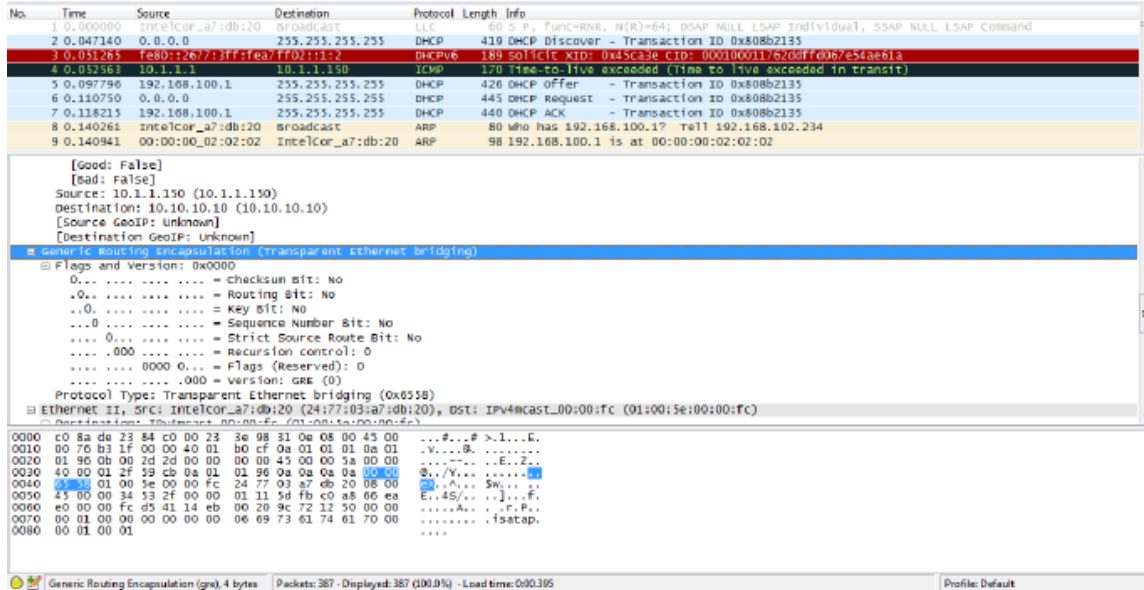 No. Time Source Destination Protocol Length Info
1 0.000000 IntelCor_a7:db:20 Broadcast LLC 60 S P, func=RNR, N(R)=64; DSAP NULL LSAP Individual, SSAP NULL LSAP Command
2 0.047140 0.0.0.0 255.255.255.255 DHCP 419 DHCP Discover - Transaction ID 0x808b2135
3 0.051265 fe80::2677:3ff:fea7 ff02::1:2 DHCPv6 189 Solicit XID: 0x45ca3e CID: 000100011762ddffd067e54ae61a
4 0.052563 10.1.1.1 10.1.1.150 ICMP 170 Time-to-live exceeded (Time to live exceeded in transit)
5 0.097796 192.168.100.1 255.255.255.255 DHCP 426 DHCP Offer - Transaction ID 0x808b2135
6 0.110750 0.0.0.0 255.255.255.255 DHCP 445 DHCP Request - Transaction ID 0x808b2135
7 0.118215 192.168.100.1 255.255.255.255 DHCP 440 DHCP ACK - Transaction ID 0x808b2135
8 0.140261 IntelCor_a7:db:20 Broadcast ARP 80 Who has 192.168.100.1? Tell 192.168.102.234
9 0.140941 00:00:00_02:02:02 IntelCor_a7:db:20 ARP 98 192.168.100.1 is at 00:00:00:02:02:02
[Good: False]
[Bad: False]
Source: 10.1.1.150 (10.1.1.150)
Destination: 10.10.10.10 (10.10.10.10)
[Source GeoIP: Unknown]
[Destination GeoIP: Unknown]
Generic Routing Encapsulation (Transparent Ethernet bridging)
Flags and Version: 0x0000
0... .... .... .... = Checksum Bit: No
.0.. .... .... .... = Routing Bit: No
..0. .... .... .... = Key Bit: No
...0 .... .... .... = Sequence Number Bit: No
.... 0... .... .... = Strict Source Route Bit: No
.... .000 .... .... = Recursion control: 0
.... .... 0000 0... = Flags (Reserved): 0
.... .... .... .000 = Version: GRE (0)
Protocol Type: Transparent Ethernet bridging (0x6558)
Ethernet II, Src: IntelCor_a7:db:20 (24:77:03:a7:db:20), Dst: IPv4mcast_00:00:fc (01:00:5e:00:00:fc)
Destination: IPv4mcast_00:00:fc (01:00:5e:00:00:fc)
0000 c0 8a de 23 84 c0 00 23 3e 98 31 0e 08 00 45 00 ...#...# >.1...E.
0010 00 76 b3 1f 00 00 40 01 b0 cf 0a 01 01 01 0a 01 .v....@. ........
0020 01 96 0b 00 2d 2d 00 00 00 00 45 00 00 5a 00 00 ....--.. ..E..Z..
0030 40 00 01 2f 59 cb 0a 01 01 96 0a 0a 0a 0a 00 00 @../Y... ........
0040 65 58 01 00 5e 00 00 fc 24 77 03 a7 db 20 08 00 eX..^... $w... ..
0050 45 00 00 34 53 2f 00 00 01 11 5d fb c0 a8 66 ea E..4S/.. ..]...f.
0060 e0 00 00 fc d5 41 14 eb 00 20 9c 72 12 50 00 00 .....A.. . .r.P..
0070 00 01 00 00 00 00 00 00 06 69 73 61 74 61 70 00 ........ .isatap.
0080 00 01 00 01 ....
Generic Routing Encapsulation (gre), 4 bytes Packets: 387 · Displayed: 387 (100.0%) · Load time: 0:00.395 Profile: Default